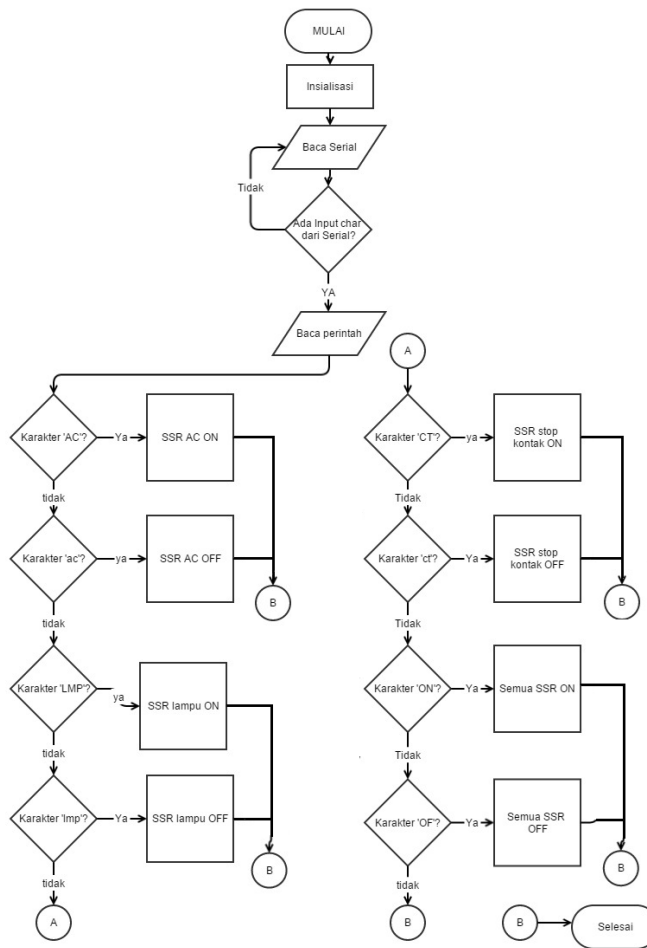 MULAI
Insialisasi
Baca Serial
Tidak
Ada Input char
dari Serial?
YA
Baca perintah
Karakter 'AC'?
Ya
SSR AC ON
tidak
Karakter 'ac'?
ya
SSR AC OFF
B
tidak
Karakter 'LMP'?
ya
SSR lampu ON
tidak
Karakter 'lmp'?
Ya
SSR lampu OFF
B
tidak
A
A
Karakter 'CT'?
ya
SSR stop
kontak ON
Tidak
Karakter 'ct'?
Ya
SSR stop
kontak OFF
B
Tidak
Karakter 'ON'?
Ya
Semua SSR ON
Tidak
Karakter 'OF'?
Ya
Semua SSR
OFF
B
tidak
B
B
Selesai